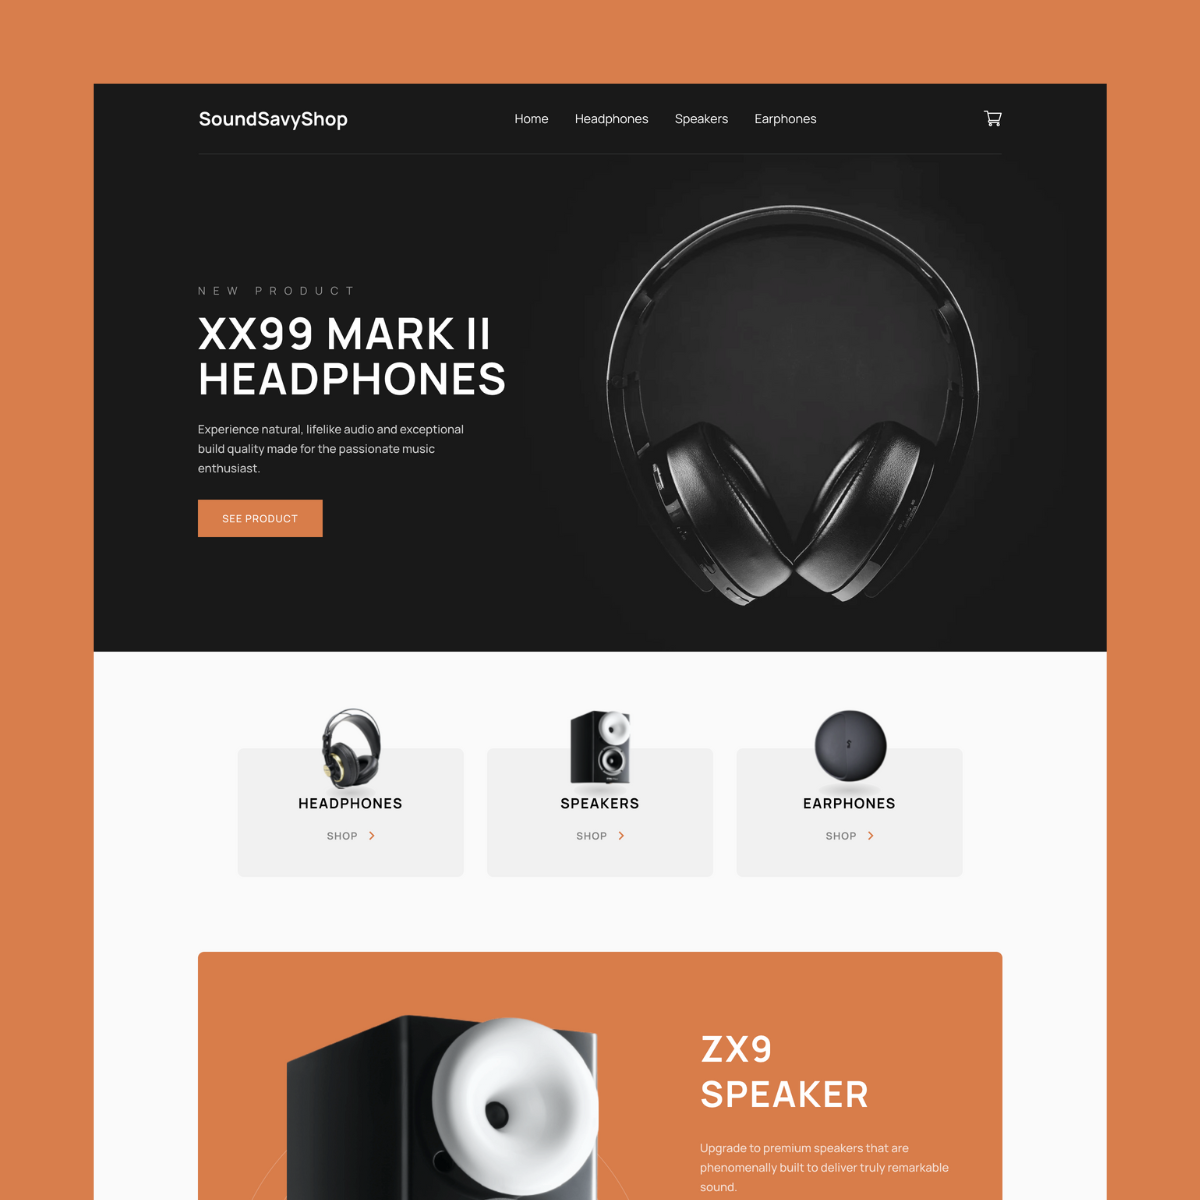 SoundSavyShop
Home Headphones Speakers Earphones
NEW PRODUCT
XX99 MARK II
HEADPHONES
Experience natural, lifelike audio and exceptional
build quality made for the passionate music
enthusiast.
SEE PRODUCT
HEADPHONES
SHOP
SPEAKERS
SHOP
EARPHONES
SHOP
ZX9
SPEAKER
Upgrade to premium speakers that are
phenomenally built to deliver truly remarkable
sound.